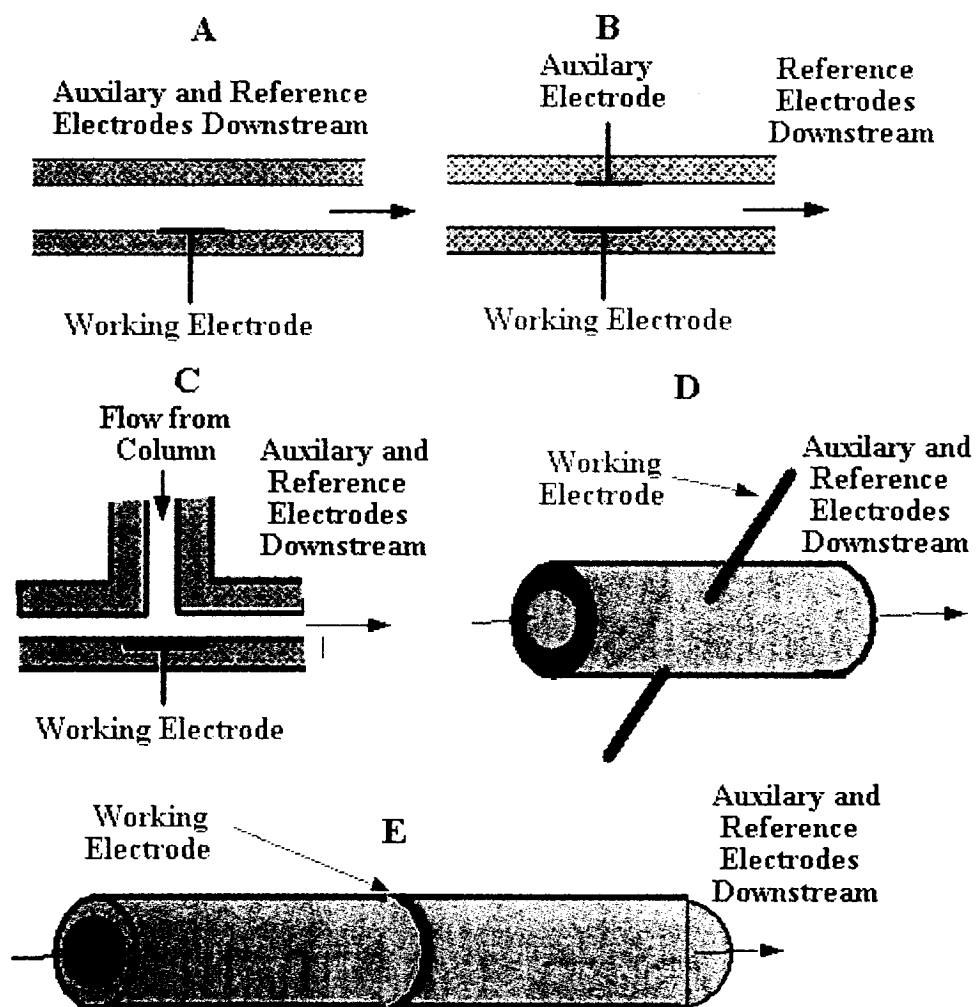 A
Auxilary and Reference
Electrodes Downstream
Working Electrode
B
Auxilary
Electrode
Reference
Electrodes
Downstream
Working Electrode
C
Flow from
Column
Auxilary and
Reference
Electrodes
Downstream
Working Electrode
D
Working
Electrode
Auxilary and
Reference
Electrodes
Downstream
E
Working
Electrode
Auxilary and
Reference
Electrodes
Downstream